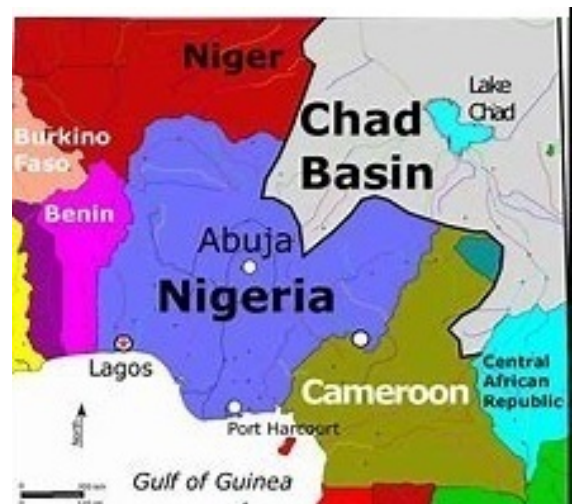 Niger
Lake
Chad
Chad
Basin
Burkino
Faso
Benin
Abuja
Nigeria
Lagos
Central
African
Republic
Cameroon
Port Harcourt
North
Gulf of Guinea
0